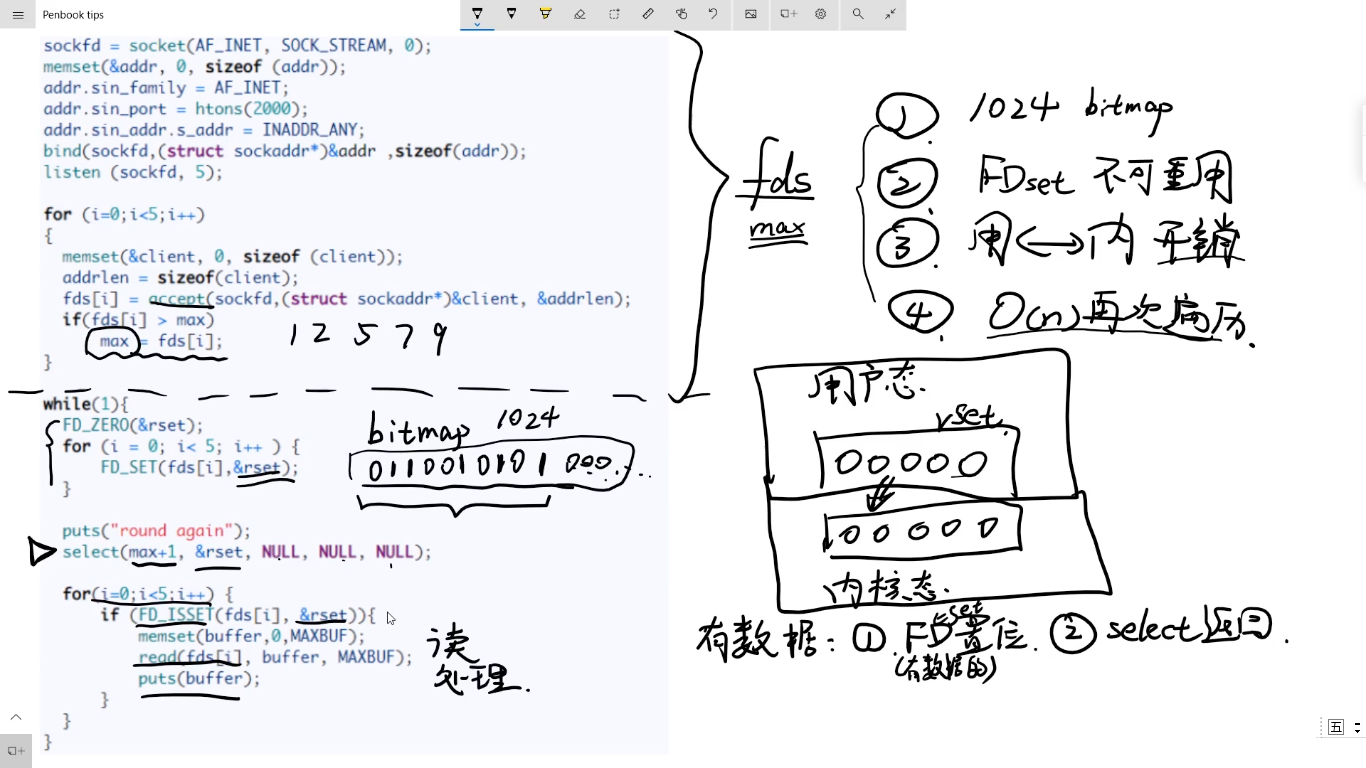 Penbook tips
sockfd = socket(AF_INET, SOCK_STREAM, 0);
memset(&addr, 0, sizeof (addr));
addr.sin_family = AF_INET;
addr.sin_port = htons(2000);
addr.sin_addr.s_addr = INADDR_ANY;
bind(sockfd,(struct sockaddr*)&addr ,sizeof(addr));
listen (sockfd, 5);
for (i=0;i<5;i++)
{
memset(&client, 0, sizeof (client));
addrlen = sizeof(client);
fds[i] = accept(sockfd,(struct sockaddr*)&client, &addrlen);
if(fds[i] > max)
max = fds[i];
}
1 2 5 7 9
while(1){
FD_ZERO(&rset);
for (i = 0; i< 5; i++ ) {
FD_SET(fds[i],&rset);
}
bitmap 1024
0110010101 000...
puts("round again");
select(max+1, &rset, NULL, NULL, NULL);
for(i=0;i<5;i++) {
if (FD_ISSET(fds[i], &rset)){
memset(buffer,0,MAXBUF);
read(fds[i], buffer, MAXBUF);
puts(buffer);
}
}
}
读
处理.
fds
max
① 1024 bitmap
② FDset 不可重用
③ 用↔内 开销
④ O(n)再次遍历.
用户态.
rset.
00000
00000
内核态.
有数据: ①. FD置位. ② select返回.
set
(有数据的)
五